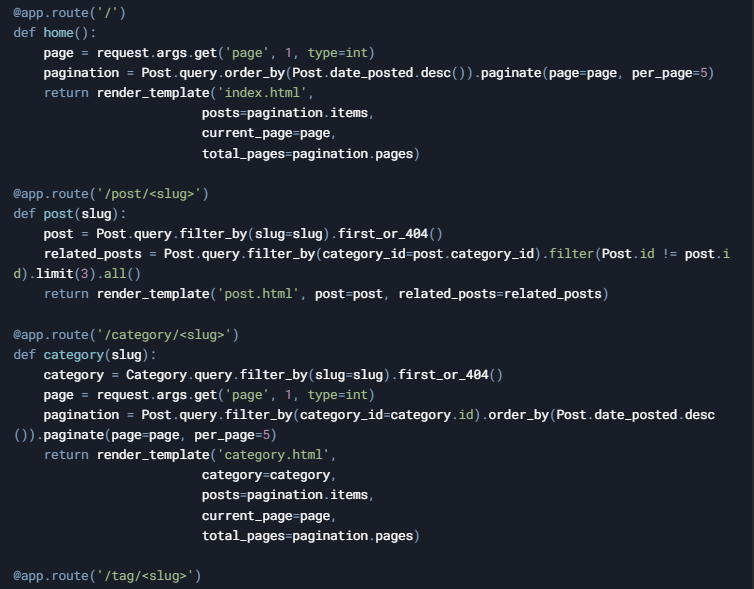 @app.route('/')
def home():
    page = request.args.get('page', 1, type=int)
    pagination = Post.query.order_by(Post.date_posted.desc()).paginate(page=page, per_page=5)
    return render_template('index.html',
                         posts=pagination.items,
                         current_page=page,
                         total_pages=pagination.pages)

@app.route('/post/<slug>')
def post(slug):
    post = Post.query.filter_by(slug=slug).first_or_404()
    related_posts = Post.query.filter_by(category_id=post.category_id).filter(Post.id != post.i
d).limit(3).all()
    return render_template('post.html', post=post, related_posts=related_posts)

@app.route('/category/<slug>')
def category(slug):
    category = Category.query.filter_by(slug=slug).first_or_404()
    page = request.args.get('page', 1, type=int)
    pagination = Post.query.filter_by(category_id=category.id).order_by(Post.date_posted.desc
()).paginate(page=page, per_page=5)
    return render_template('category.html',
                         category=category,
                         posts=pagination.items,
                         current_page=page,
                         total_pages=pagination.pages)

@app.route('/tag/<slug>')